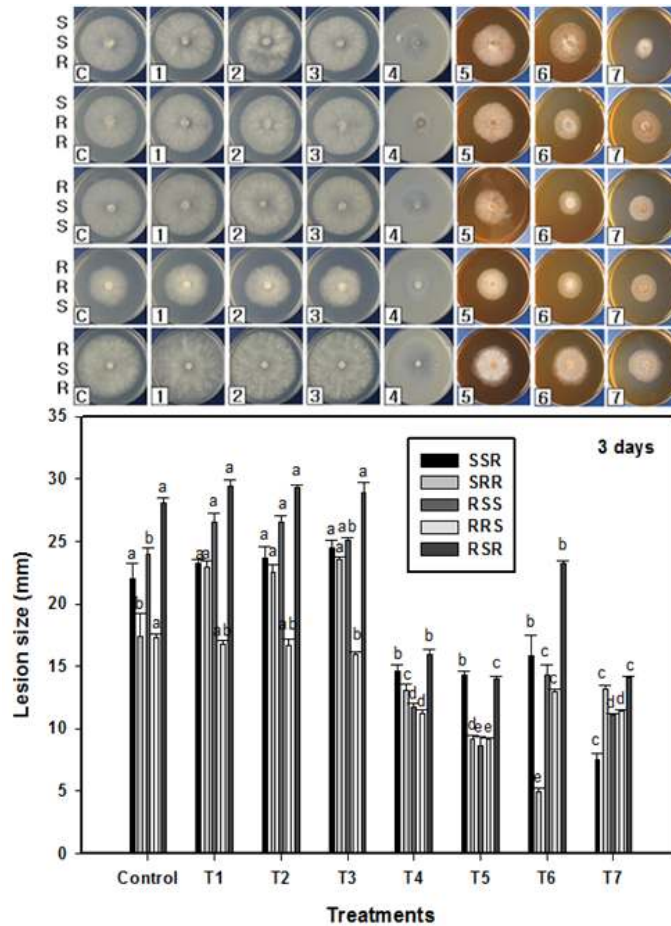 S
S
R
C 1 2 3 4 5 6 7
S
R
R
C 1 2 3 4 5 6 7
R
S
S
C 1 2 3 4 5 6 7
R
R
S
C 1 2 3 4 5 6 7
R
S
R
C 1 2 3 4 5 6 7
3 days
SSR
SRR
RSS
RRS
RSR
Lesion size (mm)
35
30
25
20
15
10
5
0
a b b a a
a a a ab a
a a a ab a
a a ab b a
b c d d b
b d e e c
b e c c b
c b d d c
Control T1 T2 T3 T4 T5 T6 T7
Treatments